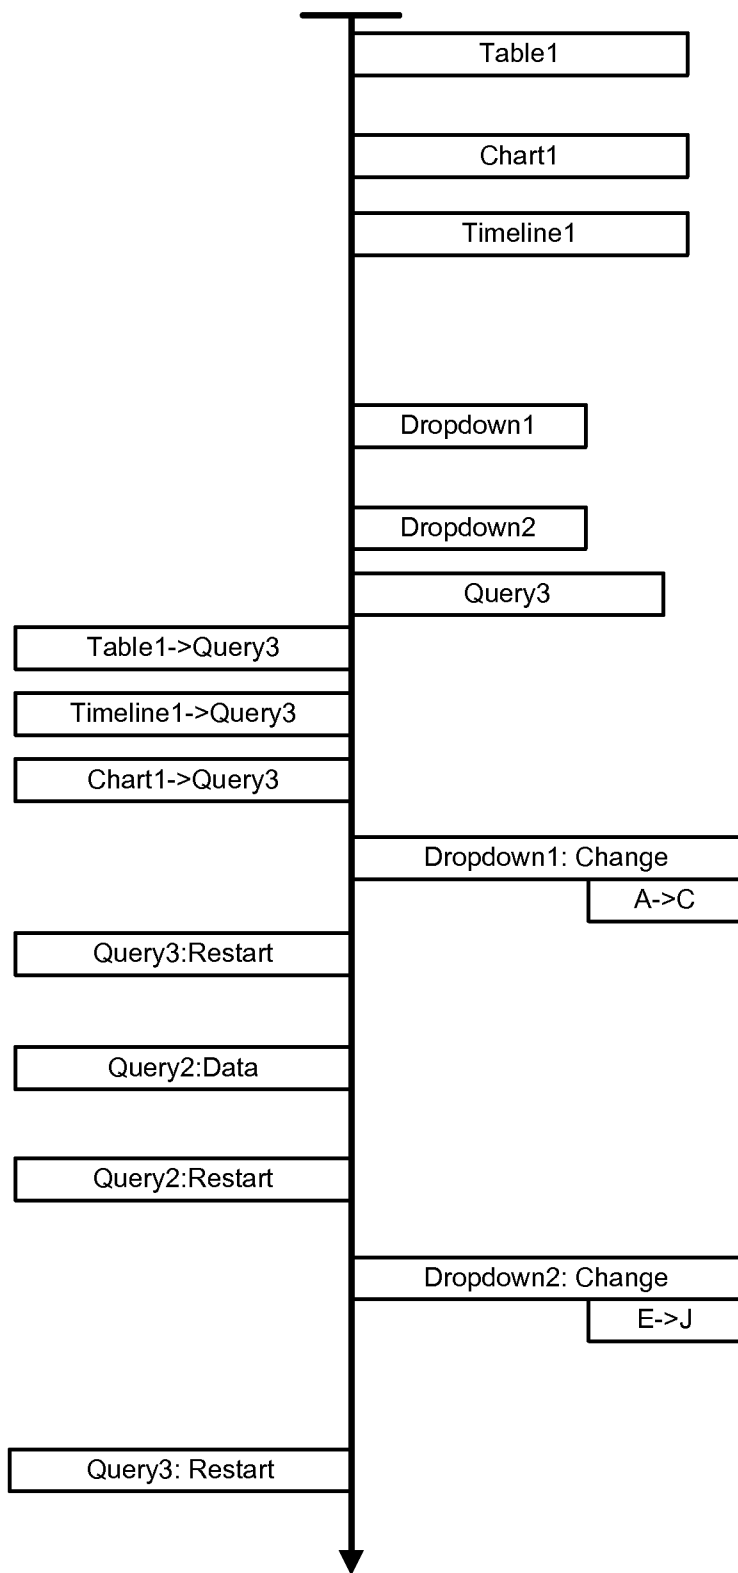 Table1
Chart1
Timeline1
Dropdown1
Dropdown2
Query3
Table1->Query3
Timeline1->Query3
Chart1->Query3
Dropdown1: Change
A->C
Query3:Restart
Query2:Data
Query2:Restart
Dropdown2: Change
E->J
Query3: Restart